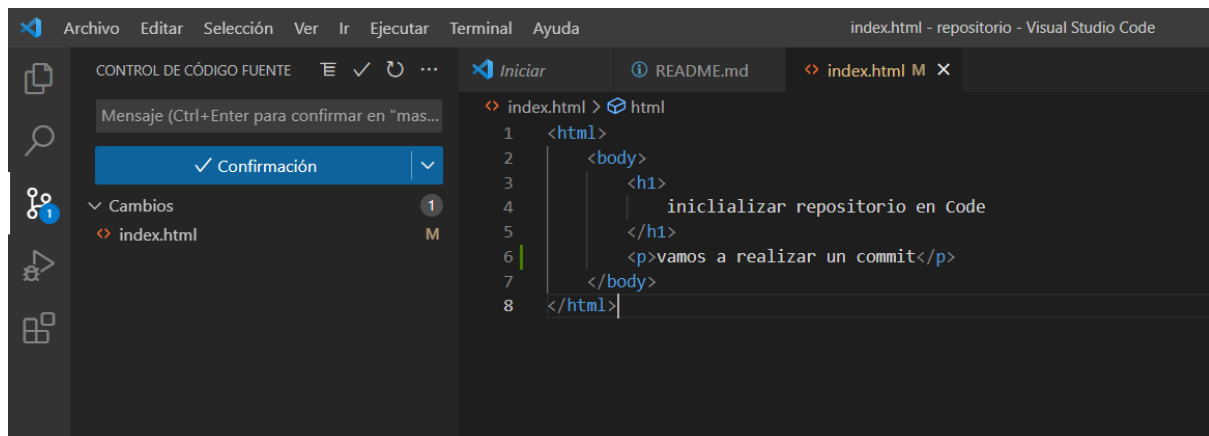 Archivo Editar Selección Ver Ir Ejecutar Terminal Ayuda index.html - repositorio - Visual Studio Code
CONTROL DE CÓDIGO FUENTE ...
Mensaje (Ctrl+Enter para confirmar en "mas...
Confirmación
Cambios 1
index.html M
1
Iniciar README.md index.html M
index.html > html
1 <html>
2 <body>
3 <h1>
4 iniclializar repositorio en Code
5 </h1>
6 <p>vamos a realizar un commit</p>
7 </body>
8 </html>